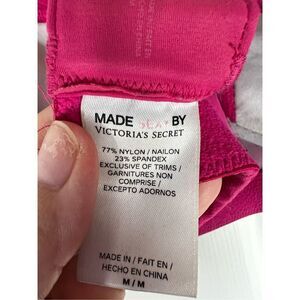 MADE BY
VICTORIA'S SECRET
77% NYLON / NAILON
23% SPANDEX
EXCLUSIVE OF TRIMS /
GARNITURES NON
COMPRISE /
EXCEPTO ADORNOS
MADE IN / FAIT EN /
HECHO EN CHINA
M / M